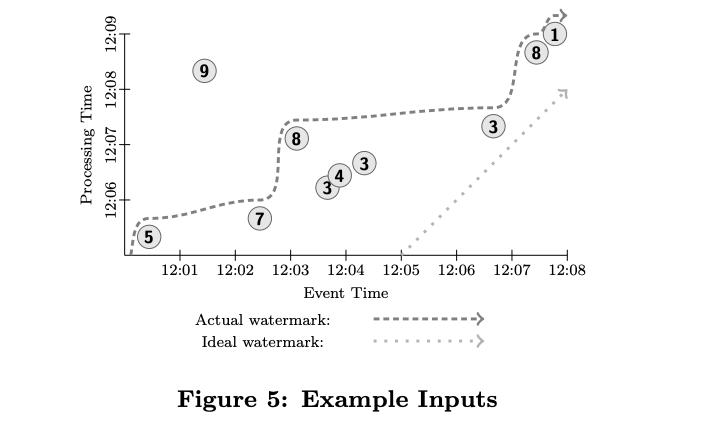 12:09
12:08
12:07
12:06
Processing Time
9
8
1
8
3
3
4
3
7
5
12:01 12:02 12:03 12:04 12:05 12:06 12:07 12:08
Event Time
Actual watermark:
Ideal watermark:
Figure 5: Example Inputs